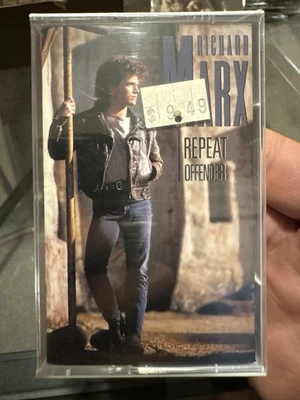 RICHARD
MARX
$9.49
REPEAT
OFFENDER